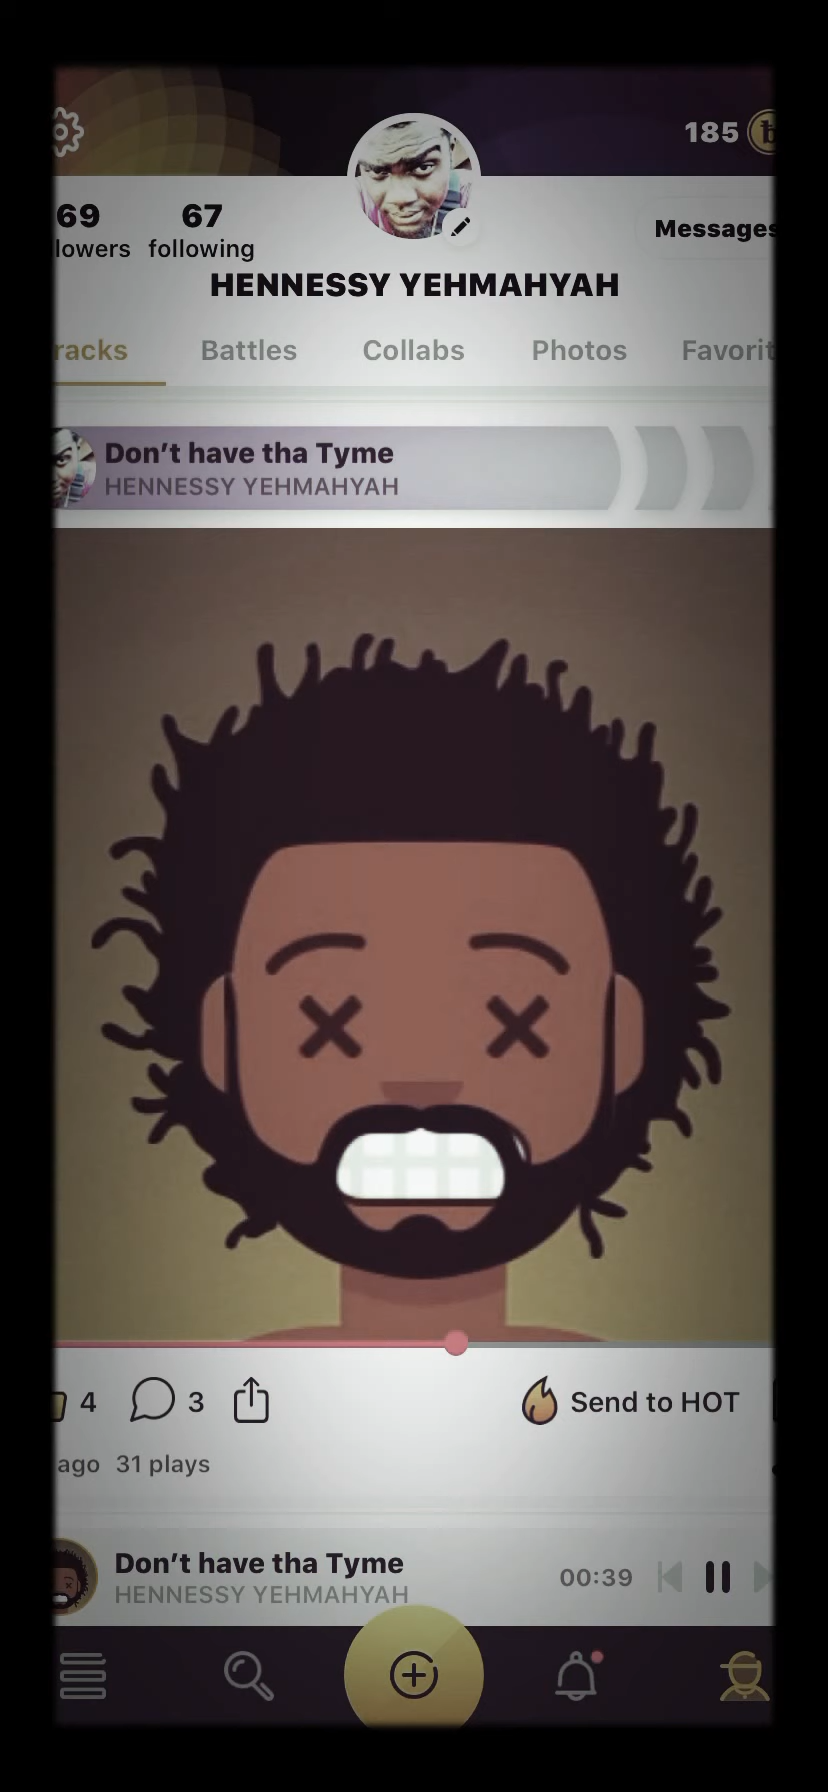 185
69 67
llowers following
Messages
HENNESSY YEHMAHYAH
racks Battles Collabs Photos Favorit
Don't have tha Tyme
HENNESSY YEHMAHYAH
4 3 Send to HOT
ago 31 plays
Don't have tha Tyme
HENNESSY YEHMAHYAH
00:39